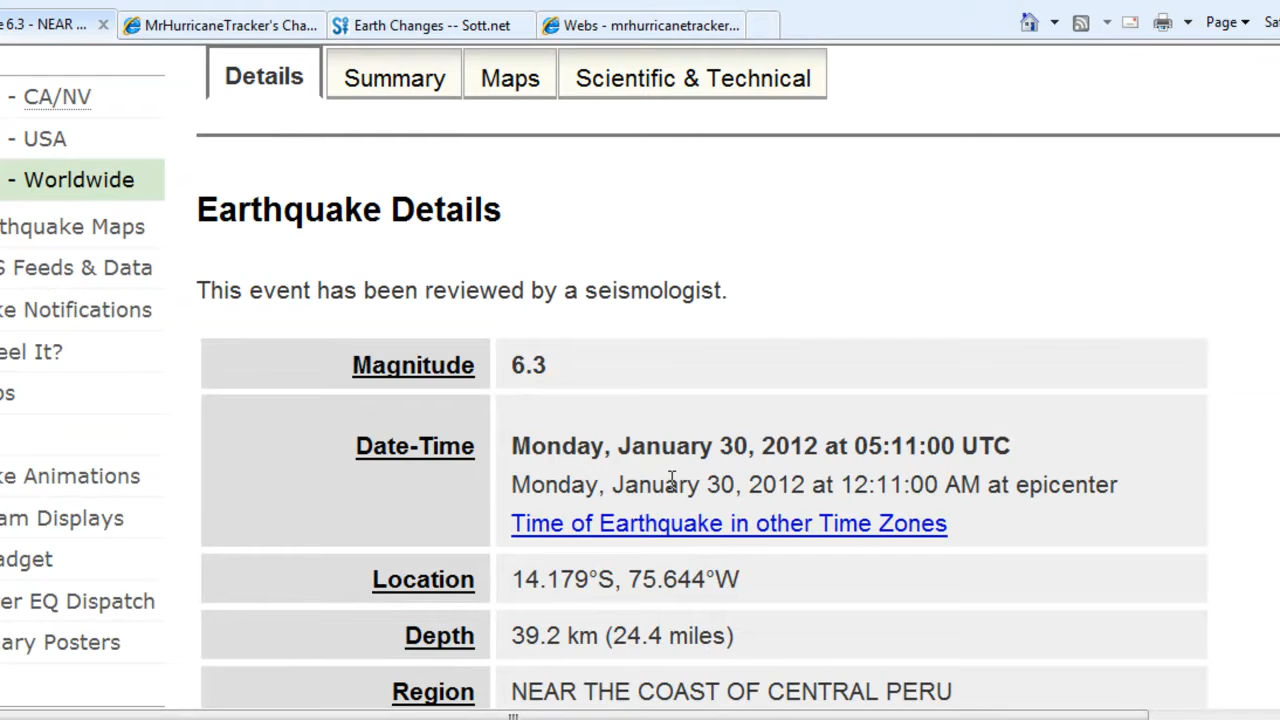 e 6.3 - NEAR ...
MrHurricaneTracker's Cha...
Earth Changes -- Sott.net
Webs - mrhurricanetracker...
Page
Sa
Details
Summary
Maps
Scientific & Technical
- CA/NV
- USA
- Worldwide
thquake Maps
S Feeds & Data
ke Notifications
eel It?
os
ke Animations
am Displays
adget
er EQ Dispatch
ary Posters
Earthquake Details
This event has been reviewed by a seismologist.
Magnitude 6.3
Date-Time Monday, January 30, 2012 at 05:11:00 UTC
Monday, January 30, 2012 at 12:11:00 AM at epicenter
Time of Earthquake in other Time Zones
Location 14.179°S, 75.644°W
Depth 39.2 km (24.4 miles)
Region NEAR THE COAST OF CENTRAL PERU